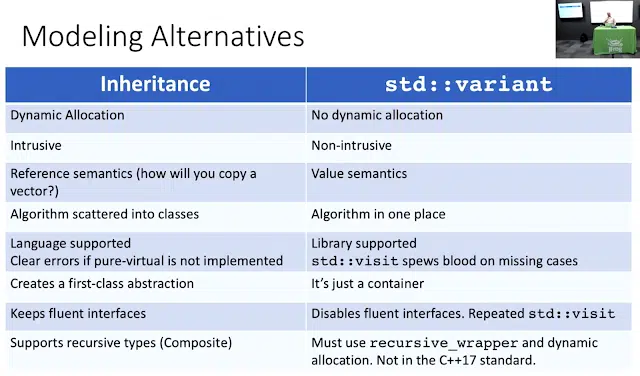 Modeling Alternatives
Inheritance
std::variant
Dynamic Allocation
No dynamic allocation
Intrusive
Non-intrusive
Reference semantics (how will you copy a
vector?)
Value semantics
Algorithm scattered into classes
Algorithm in one place
Language supported
Clear errors if pure-virtual is not implemented
Library supported
std::visit spews blood on missing cases
Creates a first-class abstraction
It's just a container
Keeps fluent interfaces
Disables fluent interfaces. Repeated std::visit
Supports recursive types (Composite)
Must use recursive_wrapper and dynamic
allocation. Not in the C++17 standard.